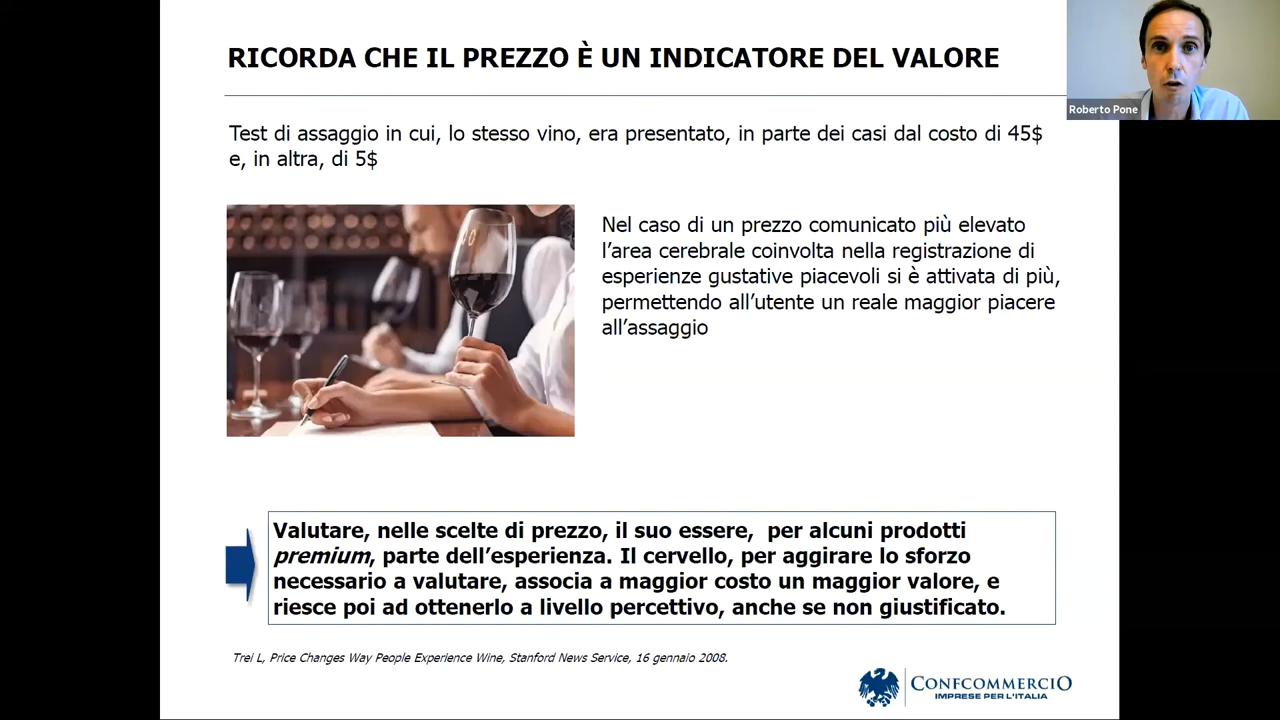 RICORDA CHE IL PREZZO È UN INDICATORE DEL VALORE
Roberto Pone
Test di assaggio in cui, lo stesso vino, era presentato, in parte dei casi dal costo di 45$
e, in altra, di 5$
Nel caso di un prezzo comunicato più elevato
l’area cerebrale coinvolta nella registrazione di
esperienze gustative piacevoli si è attivata di più,
permettendo all’utente un reale maggior piacere
all’assaggio
Valutare, nelle scelte di prezzo, il suo essere,  per alcuni prodotti
premium, parte dell’esperienza. Il cervello, per aggirare lo sforzo
necessario a valutare, associa a maggior costo un maggior valore, e
riesce poi ad ottenerlo a livello percettivo, anche se non giustificato.
Trei L, Price Changes Way People Experience Wine, Stanford News Service, 16 gennaio 2008.
CONFCOMMERCIO
IMPRESE PER L'ITALIA